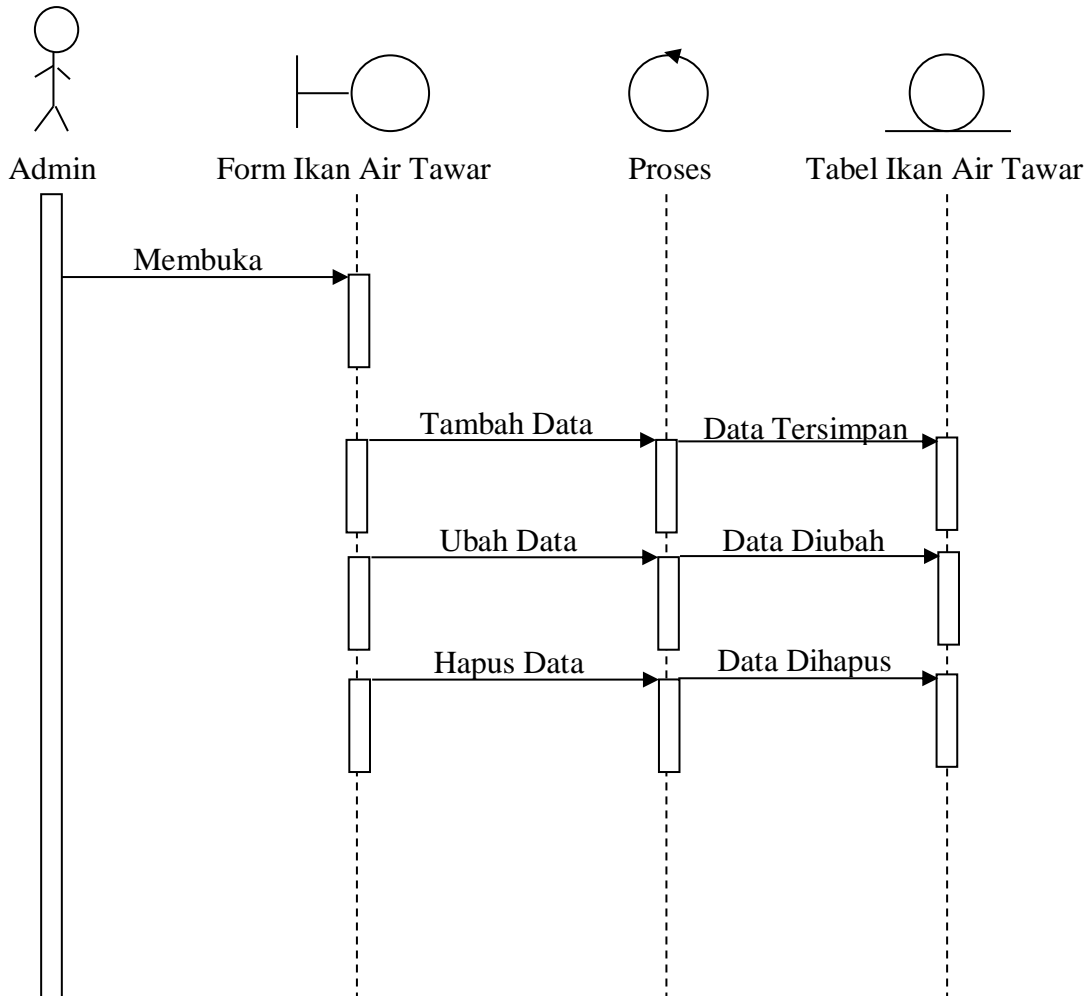 Admin
Form Ikan Air Tawar
Proses
Tabel Ikan Air Tawar
Membuka
Tambah Data
Data Tersimpan
Ubah Data
Data Diubah
Hapus Data
Data Dihapus